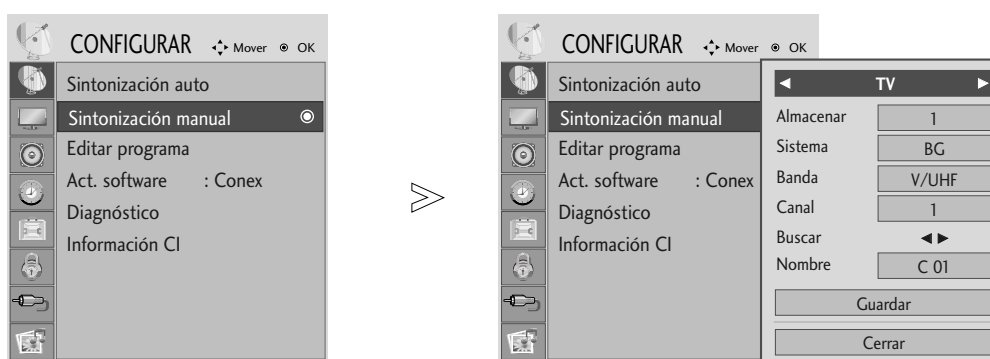 CONFIGURAR Mover OK
Sintonización auto
Sintonización manual
Editar programa
Act. software : Conex
Diagnóstico
Información CI
CONFIGURAR Mover OK
Sintonización auto
Sintonización manual
Editar programa
Act. software : Conex
Diagnóstico
Información CI
TV
Almacenar 1
Sistema BG
Banda V/UHF
Canal 1
Buscar
Nombre C 01
Guardar
Cerrar